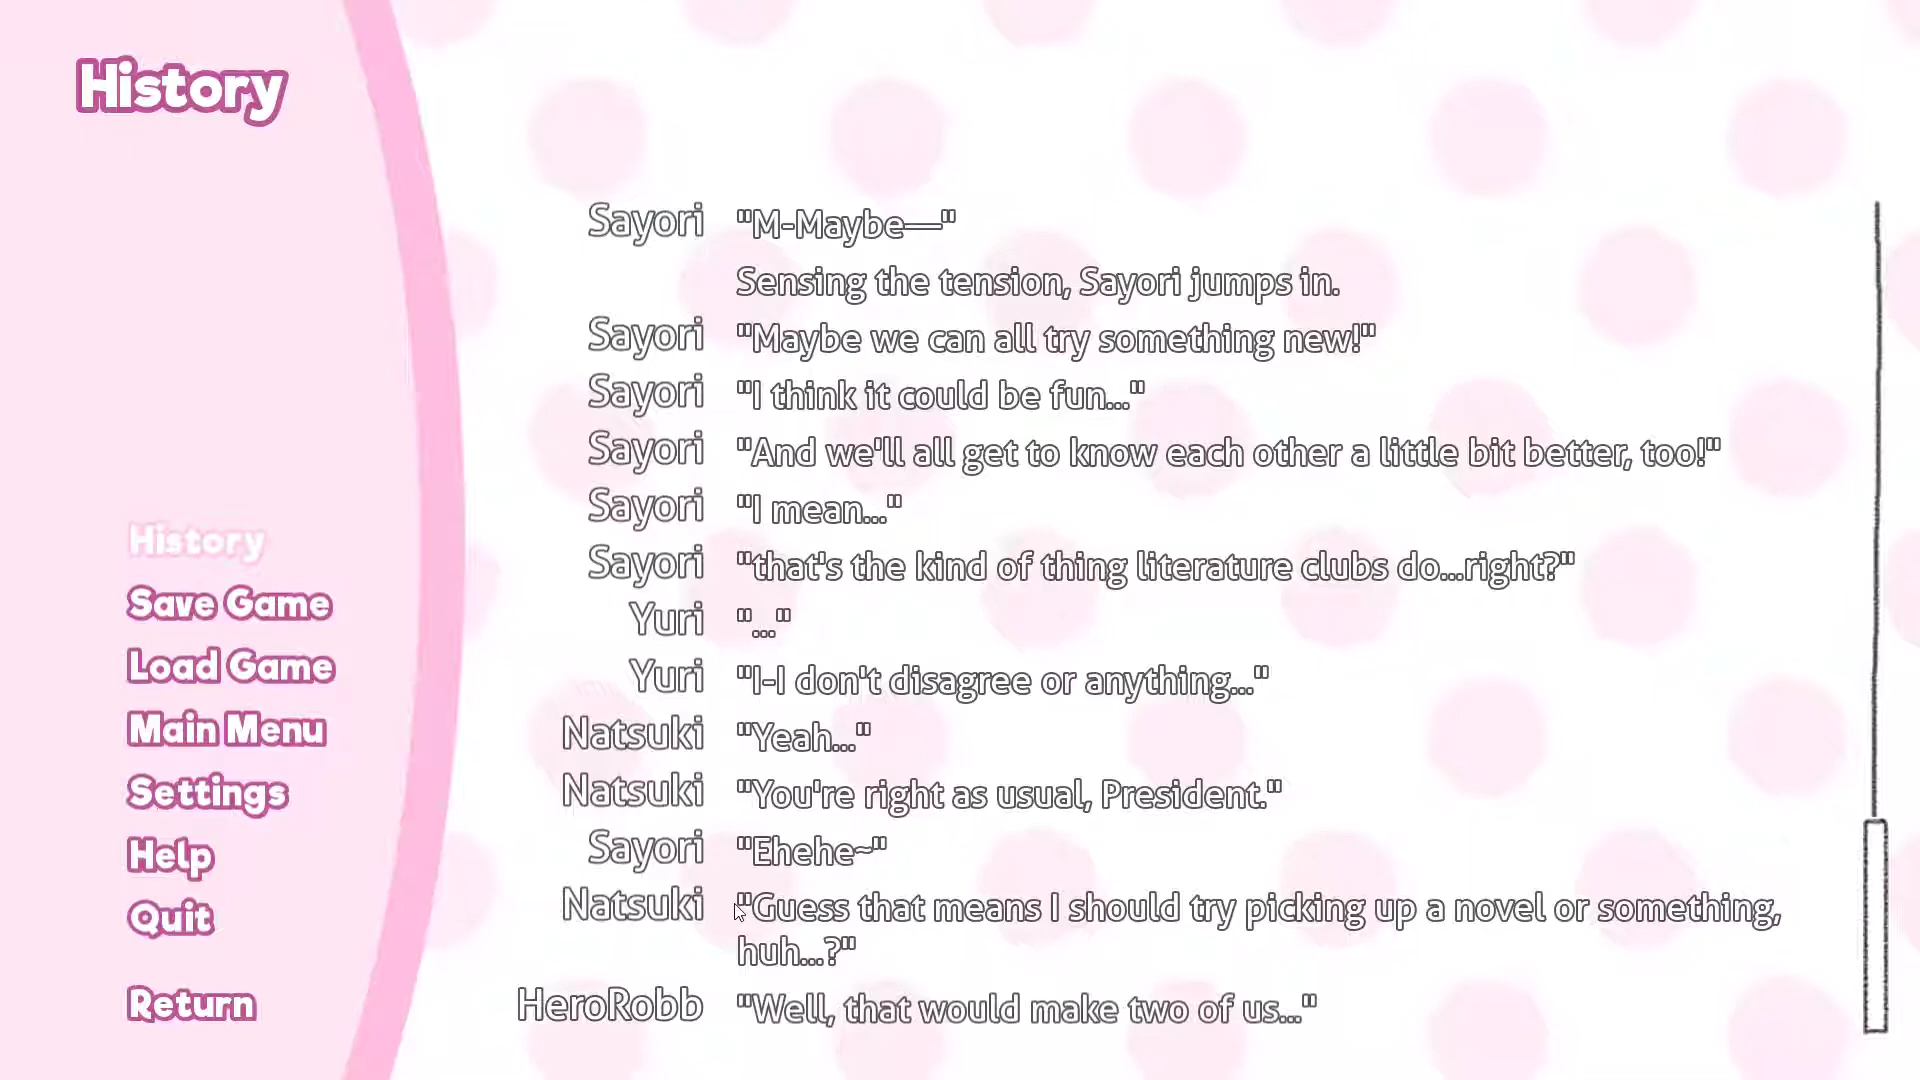 History
Sayori "M-Maybe—"
Sensing the tension, Sayori jumps in.
Sayori "Maybe we can all try something new!"
Sayori "I think it could be fun..."
Sayori "And we'll all get to know each other a little bit better, too!"
Sayori "I mean..."
Sayori "that's the kind of thing literature clubs do...right?"
Yuri "..."
Yuri "I-I don't disagree or anything..."
Natsuki "Yeah..."
Natsuki "You're right as usual, President."
Sayori "Ehehe~"
Natsuki "Guess that means I should try picking up a novel or something,
huh...?"
HeroRobb "Well, that would make two of us..."
History
Save Game
Load Game
Main Menu
Settings
Help
Quit
Return